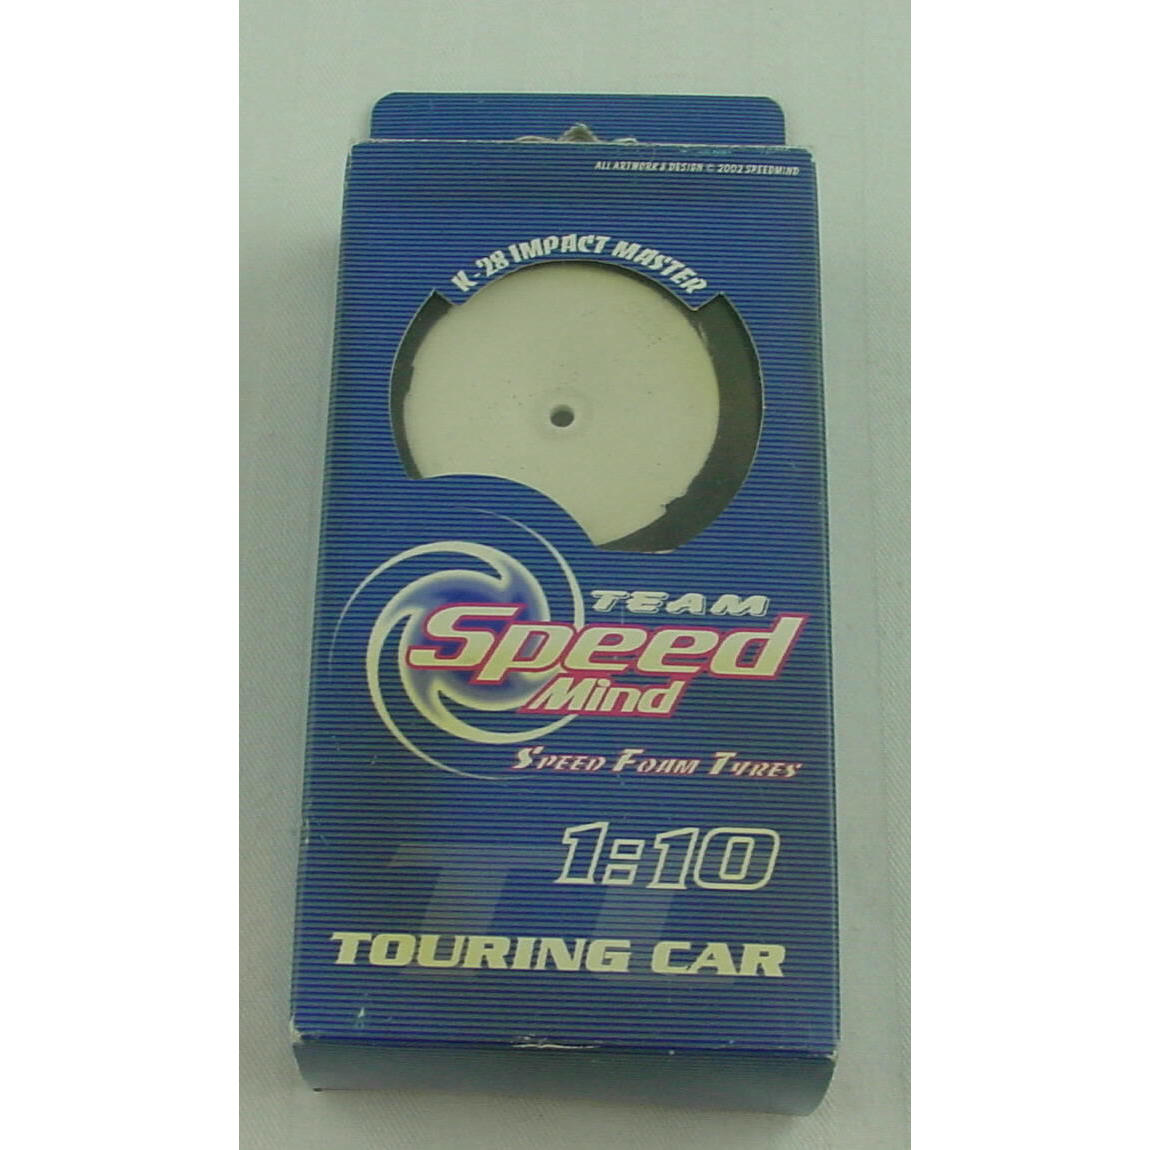 ALL ARTWORK & DESIGN © 2002 SPEEDMIND
K-28 IMPACT MASTER
TEAM
Speed
Mind
SPEED FOAM TYRES
1:10
TOURING CAR